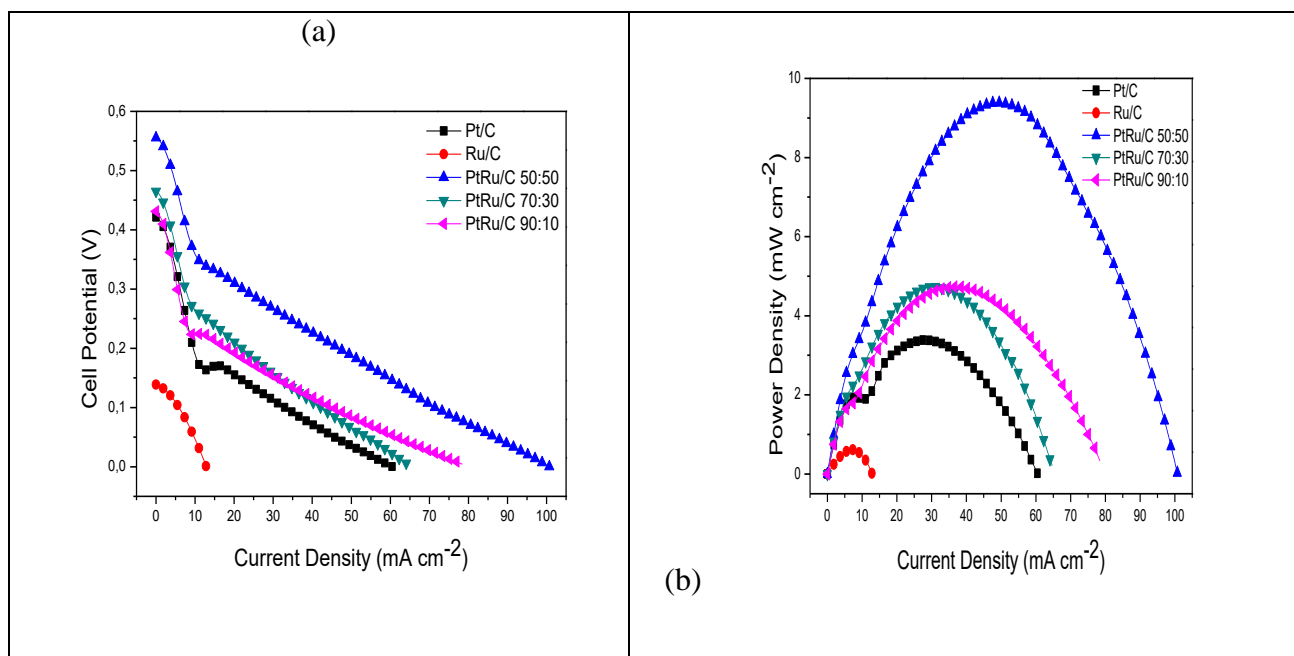 (a)
0,6
0,5
0,4
0,3
0,2
0,1
0,0
Cell Potential (V)
Pt/C
Ru/C
PtRu/C 50:50
PtRu/C 70:30
PtRu/C 90:10
0 10 20 30 40 50 60 70 80 90 100
Current Density (mA cm⁻²)
10
8
6
4
2
0
Power Density (mW cm⁻²)
Pt/C
Ru/C
PtRu/C 50:50
PtRu/C 70:30
PtRu/C 90:10
0 10 20 30 40 50 60 70 80 90 100
Current Density (mA cm⁻²)
(b)